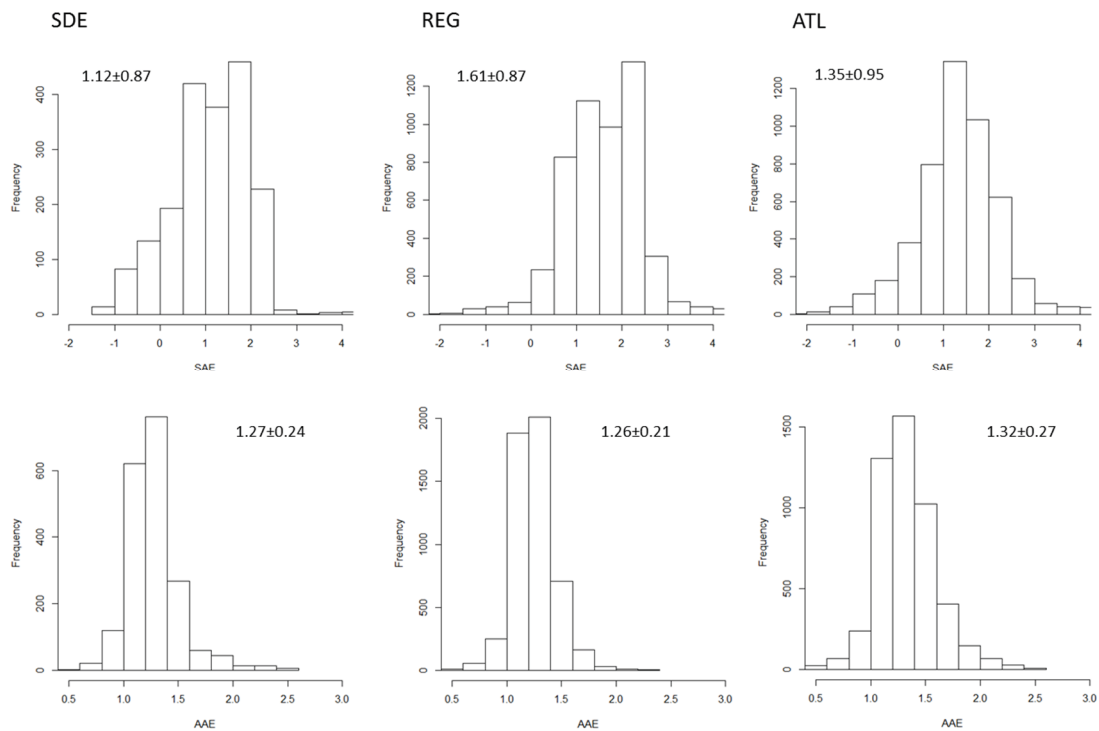 SDE
REG
ATL
1.12±0.87
1.61±0.87
1.35±0.95
Frequency
0 100 200 300 400
-2 -1 0 1 2 3 4
SAE
Frequency
0 200 400 600 800 1000 1200
-2 -1 0 1 2 3 4
SAE
Frequency
0 200 400 600 800 1000 1200
-2 -1 0 1 2 3 4
SAE
1.27±0.24
1.26±0.21
1.32±0.27
Frequency
0 200 400 600
0.5 1.0 1.5 2.0 2.5 3.0
AAE
Frequency
0 500 1000 1500 2000
0.5 1.0 1.5 2.0 2.5 3.0
AAE
Frequency
0 500 1000 1500
0.5 1.0 1.5 2.0 2.5 3.0
AAE